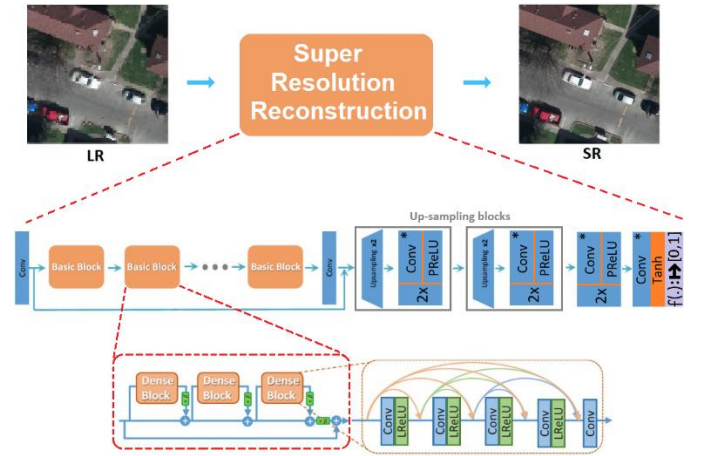 Super
Resolution
Reconstruction
LR
SR
Up-sampling blocks
Conv
Basic Block
Basic Block
Basic Block
Conv
Upsampling x2
Conv
*
PReLU
2x
Upsampling x2
Conv
*
PReLU
2x
Conv
*
PReLU
2x
Conv
*
Tanh
Dense
Block
Dense
Block
Dense
Block
Conv
LReLU
Conv
LReLU
Conv
LReLU
Conv
LReLU
Conv